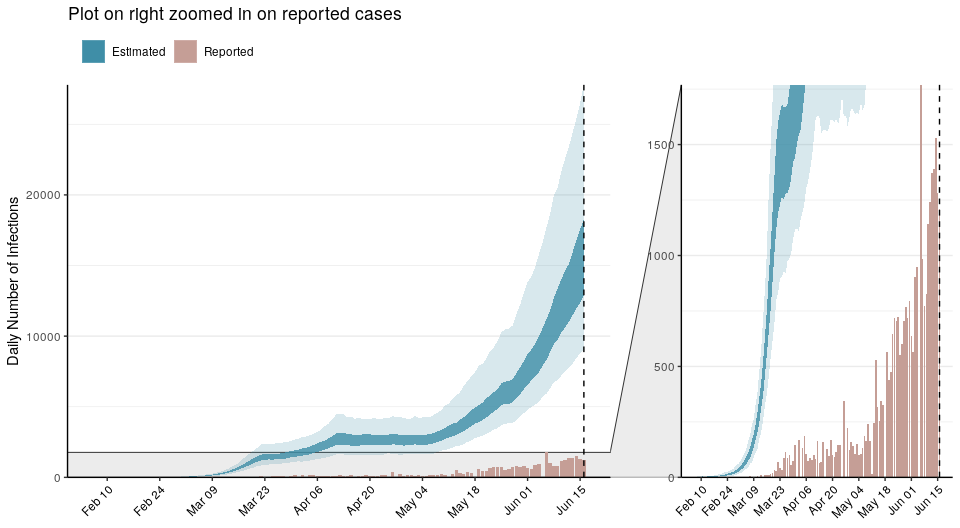 Plot on right zoomed in on reported cases
Estimated Reported
Daily Number of Infections
20000
10000
0
Feb 10 Feb 24 Mar 09 Mar 23 Apr 06 Apr 20 May 04 May 18 Jun 01 Jun 15
1500
1000
500
0
Feb 10 Feb 24 Mar 09 Mar 23 Apr 06 Apr 20 May 04 May 18 Jun 01 Jun 15